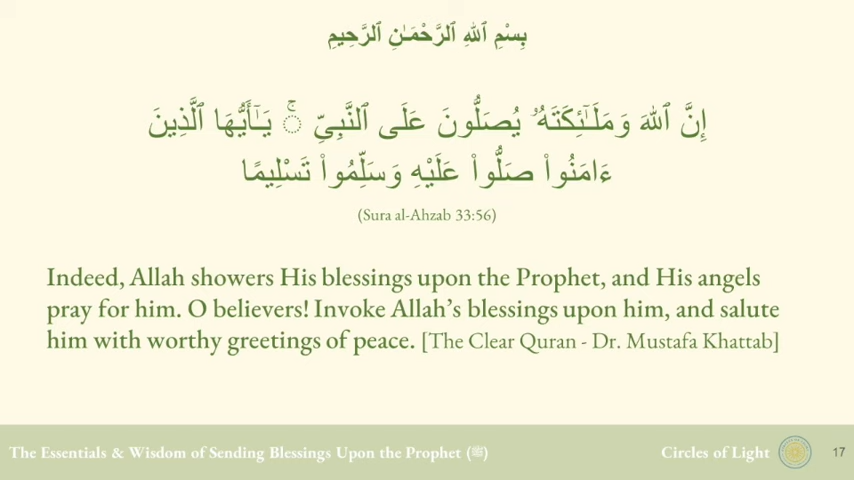 بِسْمِ ٱللَّهِ ٱلرَّحْمَـٰنِ ٱلرَّحِيمِ
إِنَّ ٱللَّهَ وَمَلَـٰٓئِكَتَهُۥ يُصَلُّونَ عَلَى ٱلنَّبِىِّ ۚ يَـٰٓأَيُّهَا ٱلَّذِينَ
ءَامَنُوا۟ صَلُّوا۟ عَلَيْهِ وَسَلِّمُوا۟ تَسْلِيمًا
(Sura al-Ahzab 33:56)
Indeed, Allah showers His blessings upon the Prophet, and His angels
pray for him. O believers! Invoke Allah’s blessings upon him, and salute
him with worthy greetings of peace. [The Clear Quran - Dr. Mustafa Khattab]
The Essentials & Wisdom of Sending Blessings Upon the Prophet (ﷺ)
Circles of Light
17